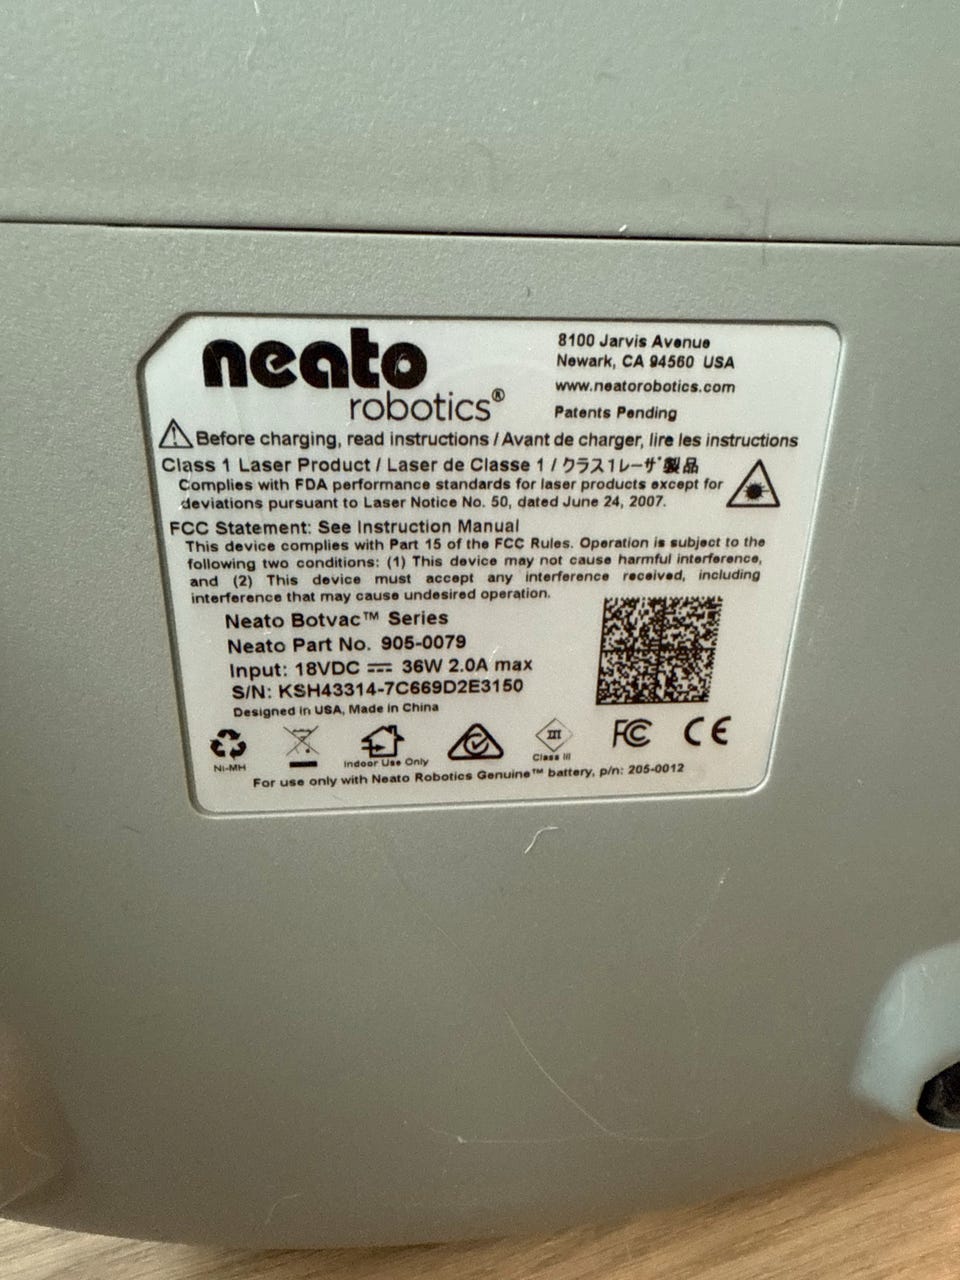 neato
robotics®
8100 Jarvis Avenue
Newark, CA 94560 USA
www.neatorobotics.com
Patents Pending
Before charging, read instructions / Avant de charger, lire les instructions
Class 1 Laser Product / Laser de Classe 1 / クラス1レーザ製品
Complies with FDA performance standards for laser products except for
deviations pursuant to Laser Notice No. 50, dated June 24, 2007.
FCC Statement: See Instruction Manual
This device complies with Part 15 of the FCC Rules. Operation is subject to the
following two conditions: (1) This device may not cause harmful interference,
and (2) This device must accept any interference received, including
interference that may cause undesired operation.
Neato Botvac™ Series
Neato Part No. 905-0079
Input: 18VDC ⎓ 36W 2.0A max
S/N: KSH43314-7C669D2E3150
Designed in USA, Made in China
Ni-MH
Indoor Use Only
III
Class III
FC
CE
For use only with Neato Robotics Genuine™ battery, p/n: 205-0012